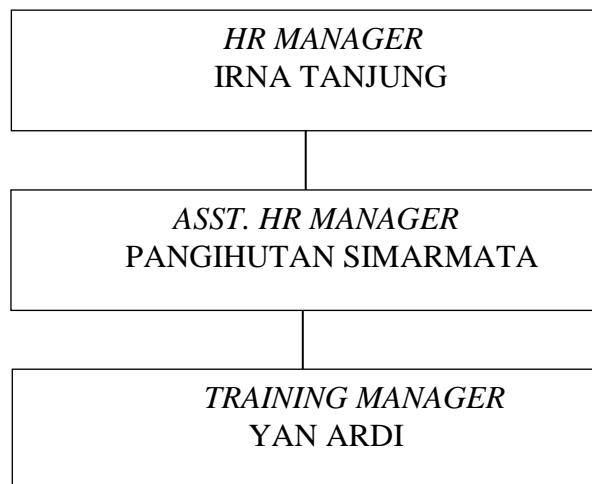 HR MANAGER
IRNA TANJUNG
ASST. HR MANAGER
PANGIHUTAN SIMARMATA
TRAINING MANAGER
YAN ARDI